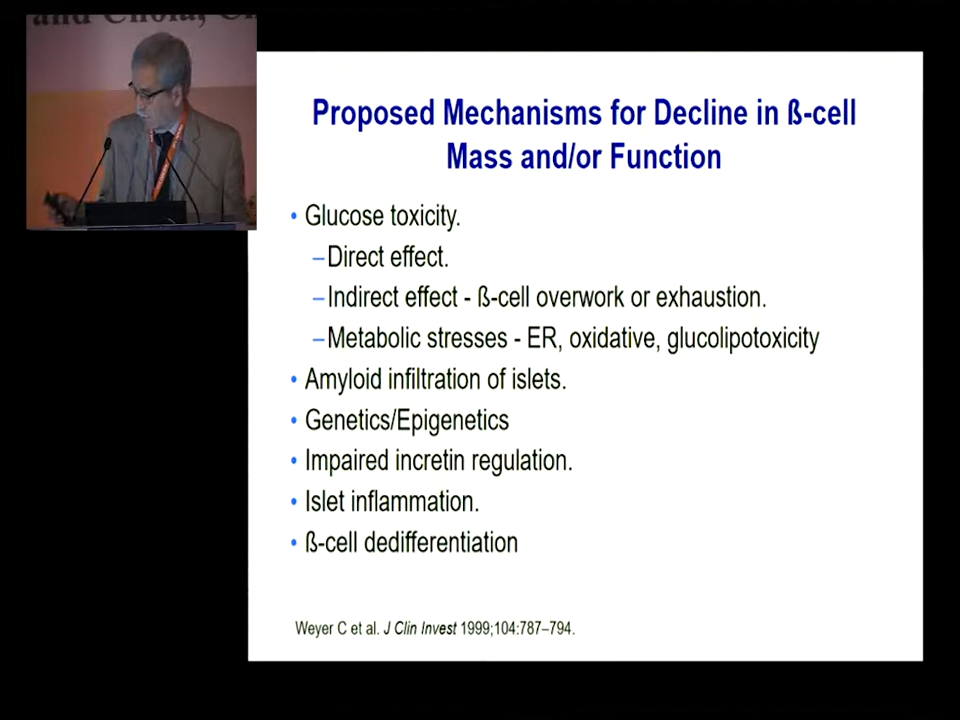 and Chola,
Proposed Mechanisms for Decline in ß-cell
Mass and/or Function
• Glucose toxicity.
–Direct effect.
–Indirect effect - ß-cell overwork or exhaustion.
–Metabolic stresses - ER, oxidative, glucolipotoxicity
• Amyloid infiltration of islets.
• Genetics/Epigenetics
• Impaired incretin regulation.
• Islet inflammation.
• ß-cell dedifferentiation
Weyer C et al. J Clin Invest 1999;104:787–794.